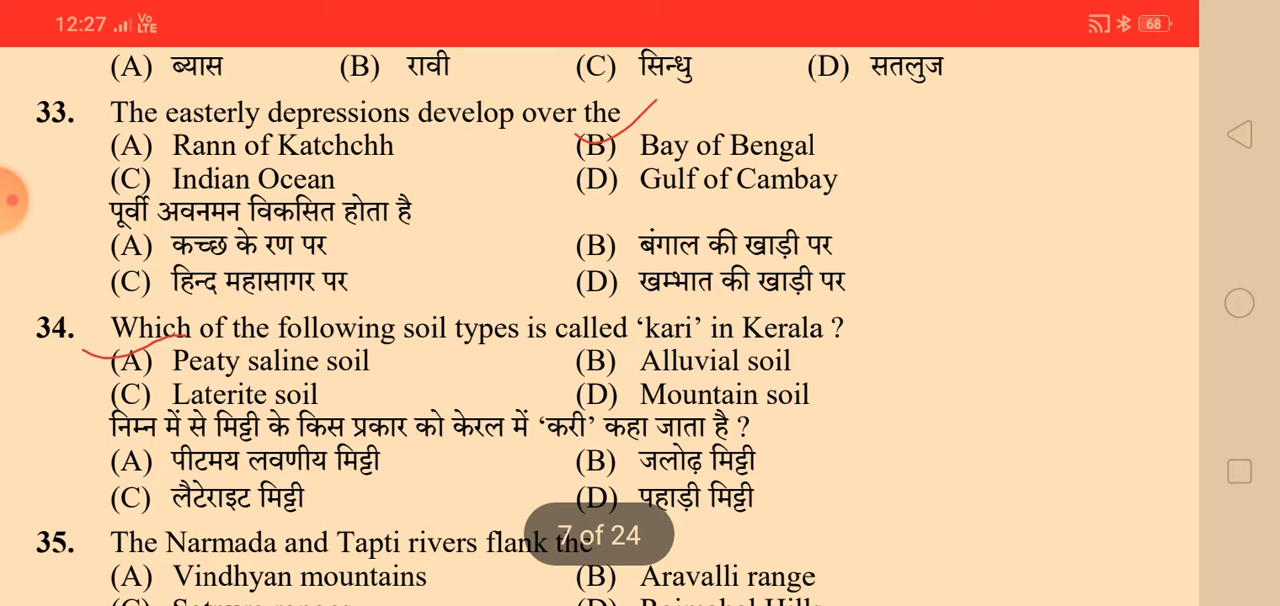 12:27 Vo LTE 68
(A) ब्यास (B) रावी (C) सिन्धु (D) सतलुज
33. The easterly depressions develop over the
(A) Rann of Katchchh (B) Bay of Bengal
(C) Indian Ocean (D) Gulf of Cambay
पूर्वी अवनमन विकसित होता है
(A) कच्छ के रण पर (B) बंगाल की खाड़ी पर
(C) हिन्द महासागर पर (D) खम्भात की खाड़ी पर
34. Which of the following soil types is called ‘kari’ in Kerala ?
(A) Peaty saline soil (B) Alluvial soil
(C) Laterite soil (D) Mountain soil
निम्न में से मिट्टी के किस प्रकार को केरल में ‘करी’ कहा जाता है ?
(A) पीटमय लवणीय मिट्टी (B) जलोढ़ मिट्टी
(C) लैटेराइट मिट्टी (D) पहाड़ी मिट्टी
7 of 24
35. The Narmada and Tapti rivers flank the
(A) Vindhyan mountains (B) Aravalli range